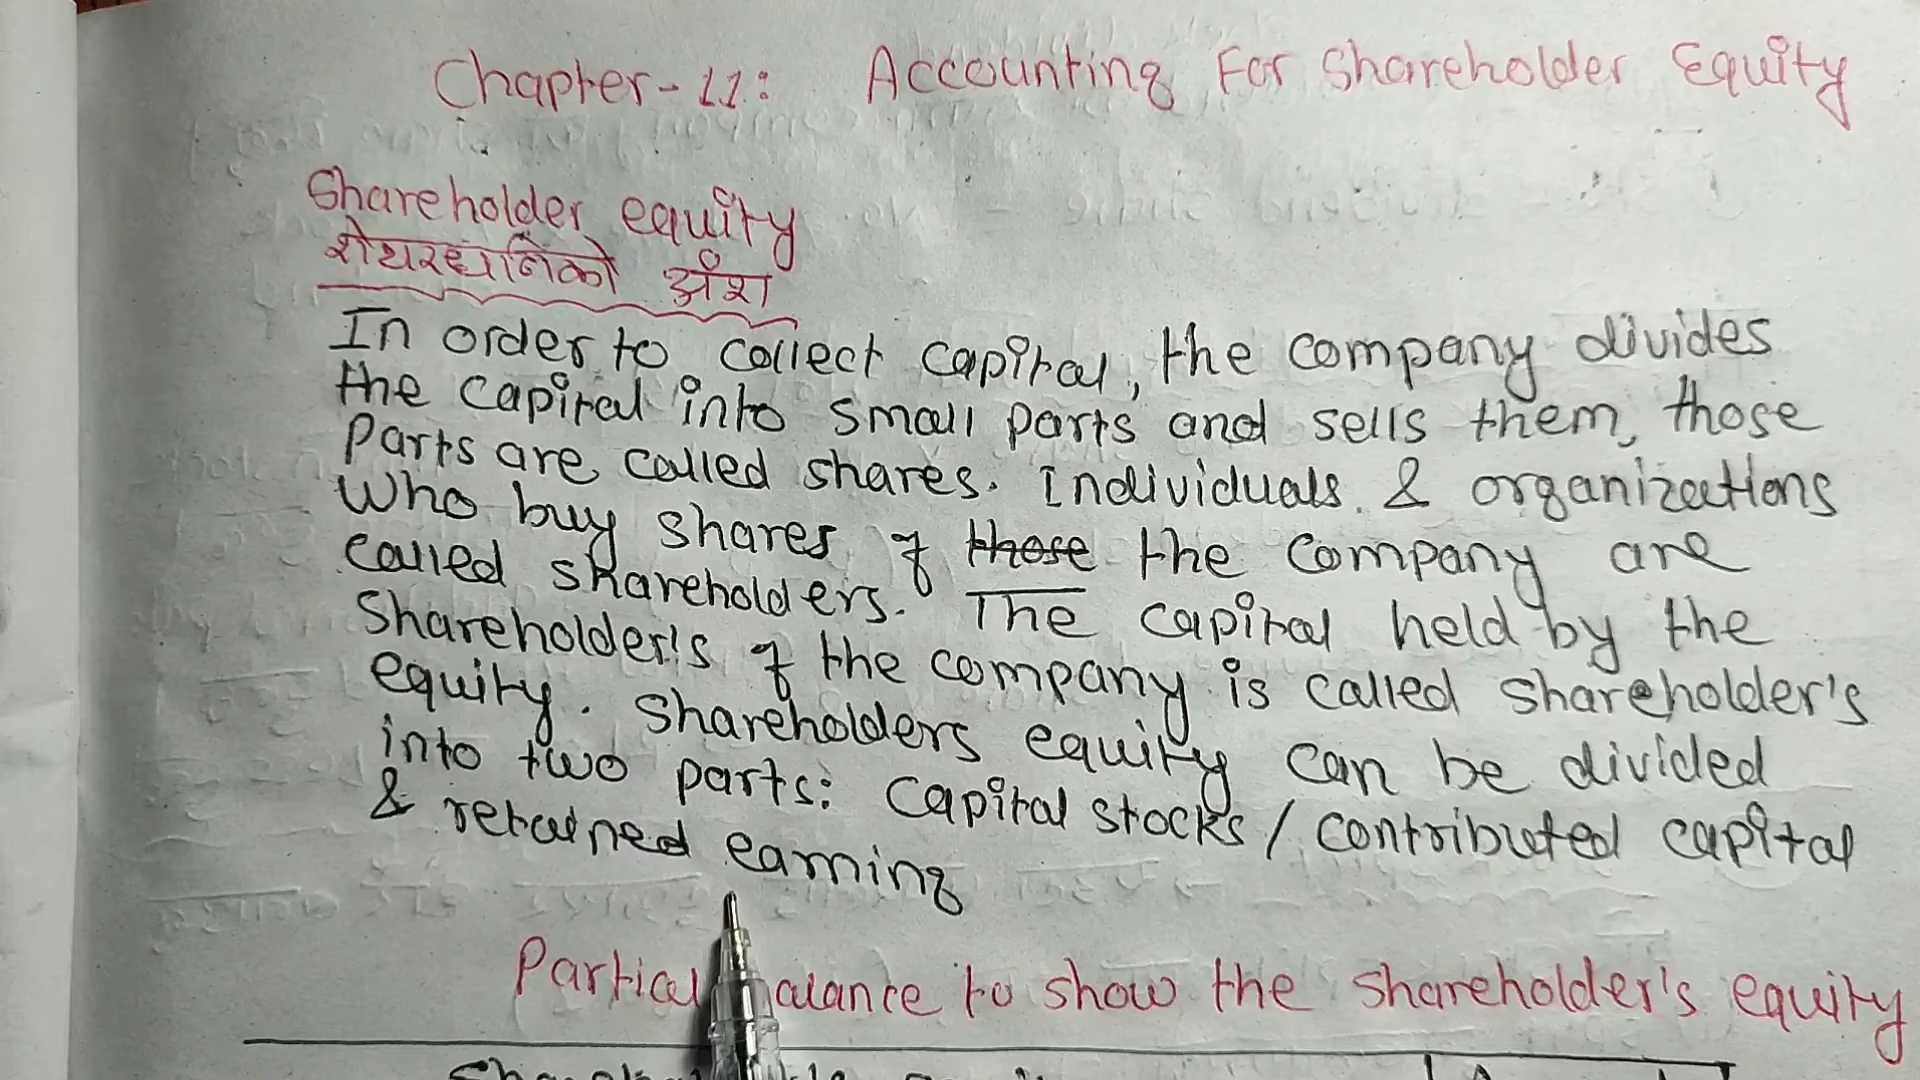 Chapter-11: Accounting For Shareholder Equity
Shareholder equity
शेयरधनिको अंश
In order to collect capital, the company divides
the capital into small parts and sells them, those
Parts are called shares. Individuals & organizations
who buy shares of those the company are
called shareholders. The capital held by the
Shareholder's of the company is called shareholder's
equity. Shareholders equity can be divided
into two parts: Capital stocks / contributed capital
& retained earning
Partial alance to show the shareholder's equity